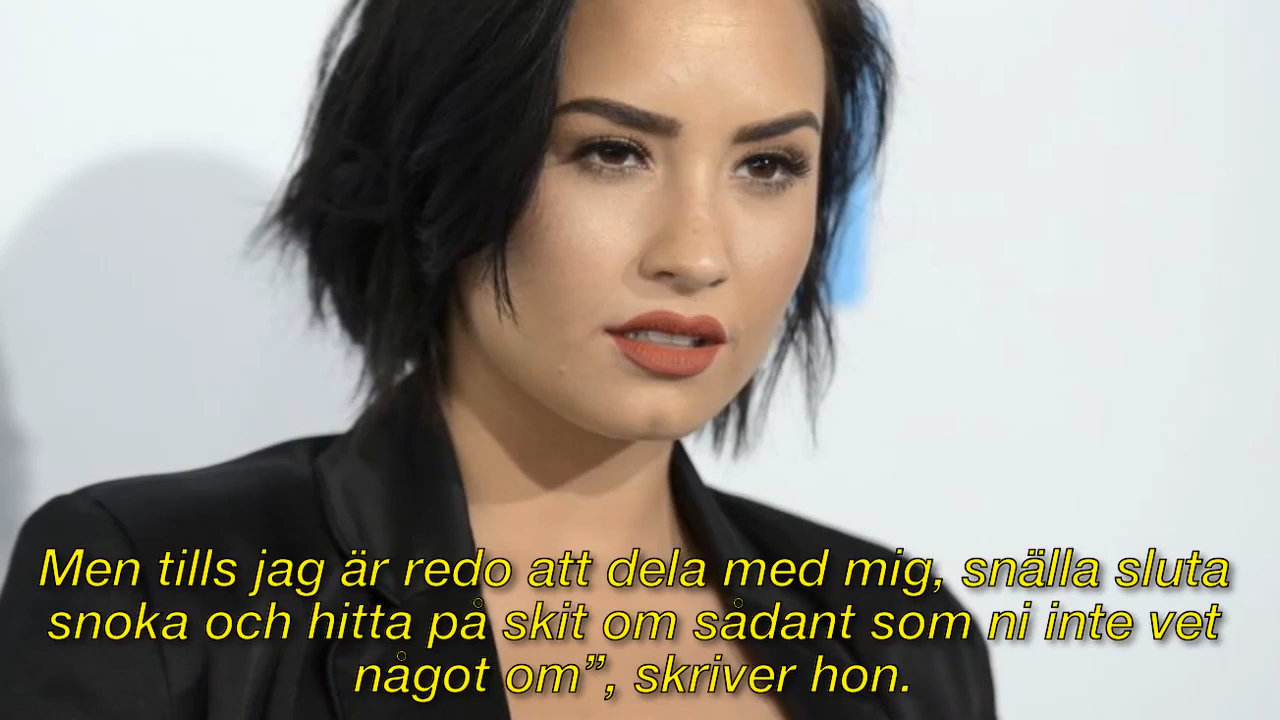 Men tills jag är redo att dela med mig, snälla sluta
snoka och hitta på skit om sådant som ni inte vet
något om”, skriver hon.